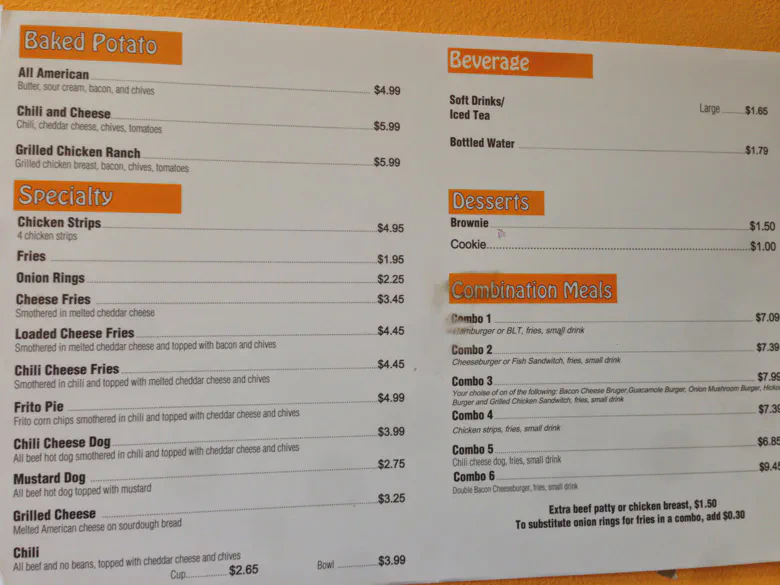 Baked Potato
All American $4.99
Butter, sour cream, bacon, and chives
Chili and Cheese $5.99
Chili, cheddar cheese, chives, tomatoes
Grilled Chicken Ranch $5.99
Grilled chicken breast, bacon, chives, tomatoes
Specialty
Chicken Strips $4.95
4 chicken strips
Fries $1.95
Onion Rings $2.25
Cheese Fries $3.45
Smothered in melted cheddar cheese
Loaded Cheese Fries $4.45
Smothered in melted cheddar cheese and topped with bacon and chives
Chili Cheese Fries $4.45
Smothered in chili and topped with melted cheddar cheese and chives
Frito Pie $4.99
Frito corn chips smothered in chili and topped with cheddar cheese and chives
Chili Cheese Dog $3.99
All beef hot dog smothered in chili and topped with cheddar cheese and chives
Mustard Dog $2.75
All beef hot dog topped with mustard
Grilled Cheese $3.25
Melted American cheese on sourdough bread
Chili
All beef and no beans, topped with cheddar cheese and chives
Cup $2.65 Bowl $3.99
Beverage
Soft Drinks/
Iced Tea Large $1.65
Bottled Water $1.79
Desserts
Brownie $1.50
Cookie $1.00
Combination Meals
Combo 1 $7.09
Hamburger or BLT, fries, small drink
Combo 2 $7.39
Cheeseburger or Fish Sandwitch, fries, small drink
Combo 3 $7.99
Your choise of on of the following: Bacon Cheese Bruger, Guacamole Burger, Onion Mushroom Burger,
Burger and Grilled Chicken Sandwitch, fries, small drink
Combo 4 $7.39
Chicken strips, fries, small drink
Combo 5 $6.85
Chili cheese dog, fries, small drink
Combo 6 $9.45
Double Bacon Cheeseburger, fries, small drink
Extra beef patty or chicken breast, $1.50
To substitute onion rings for fries in a combo, add $0.30